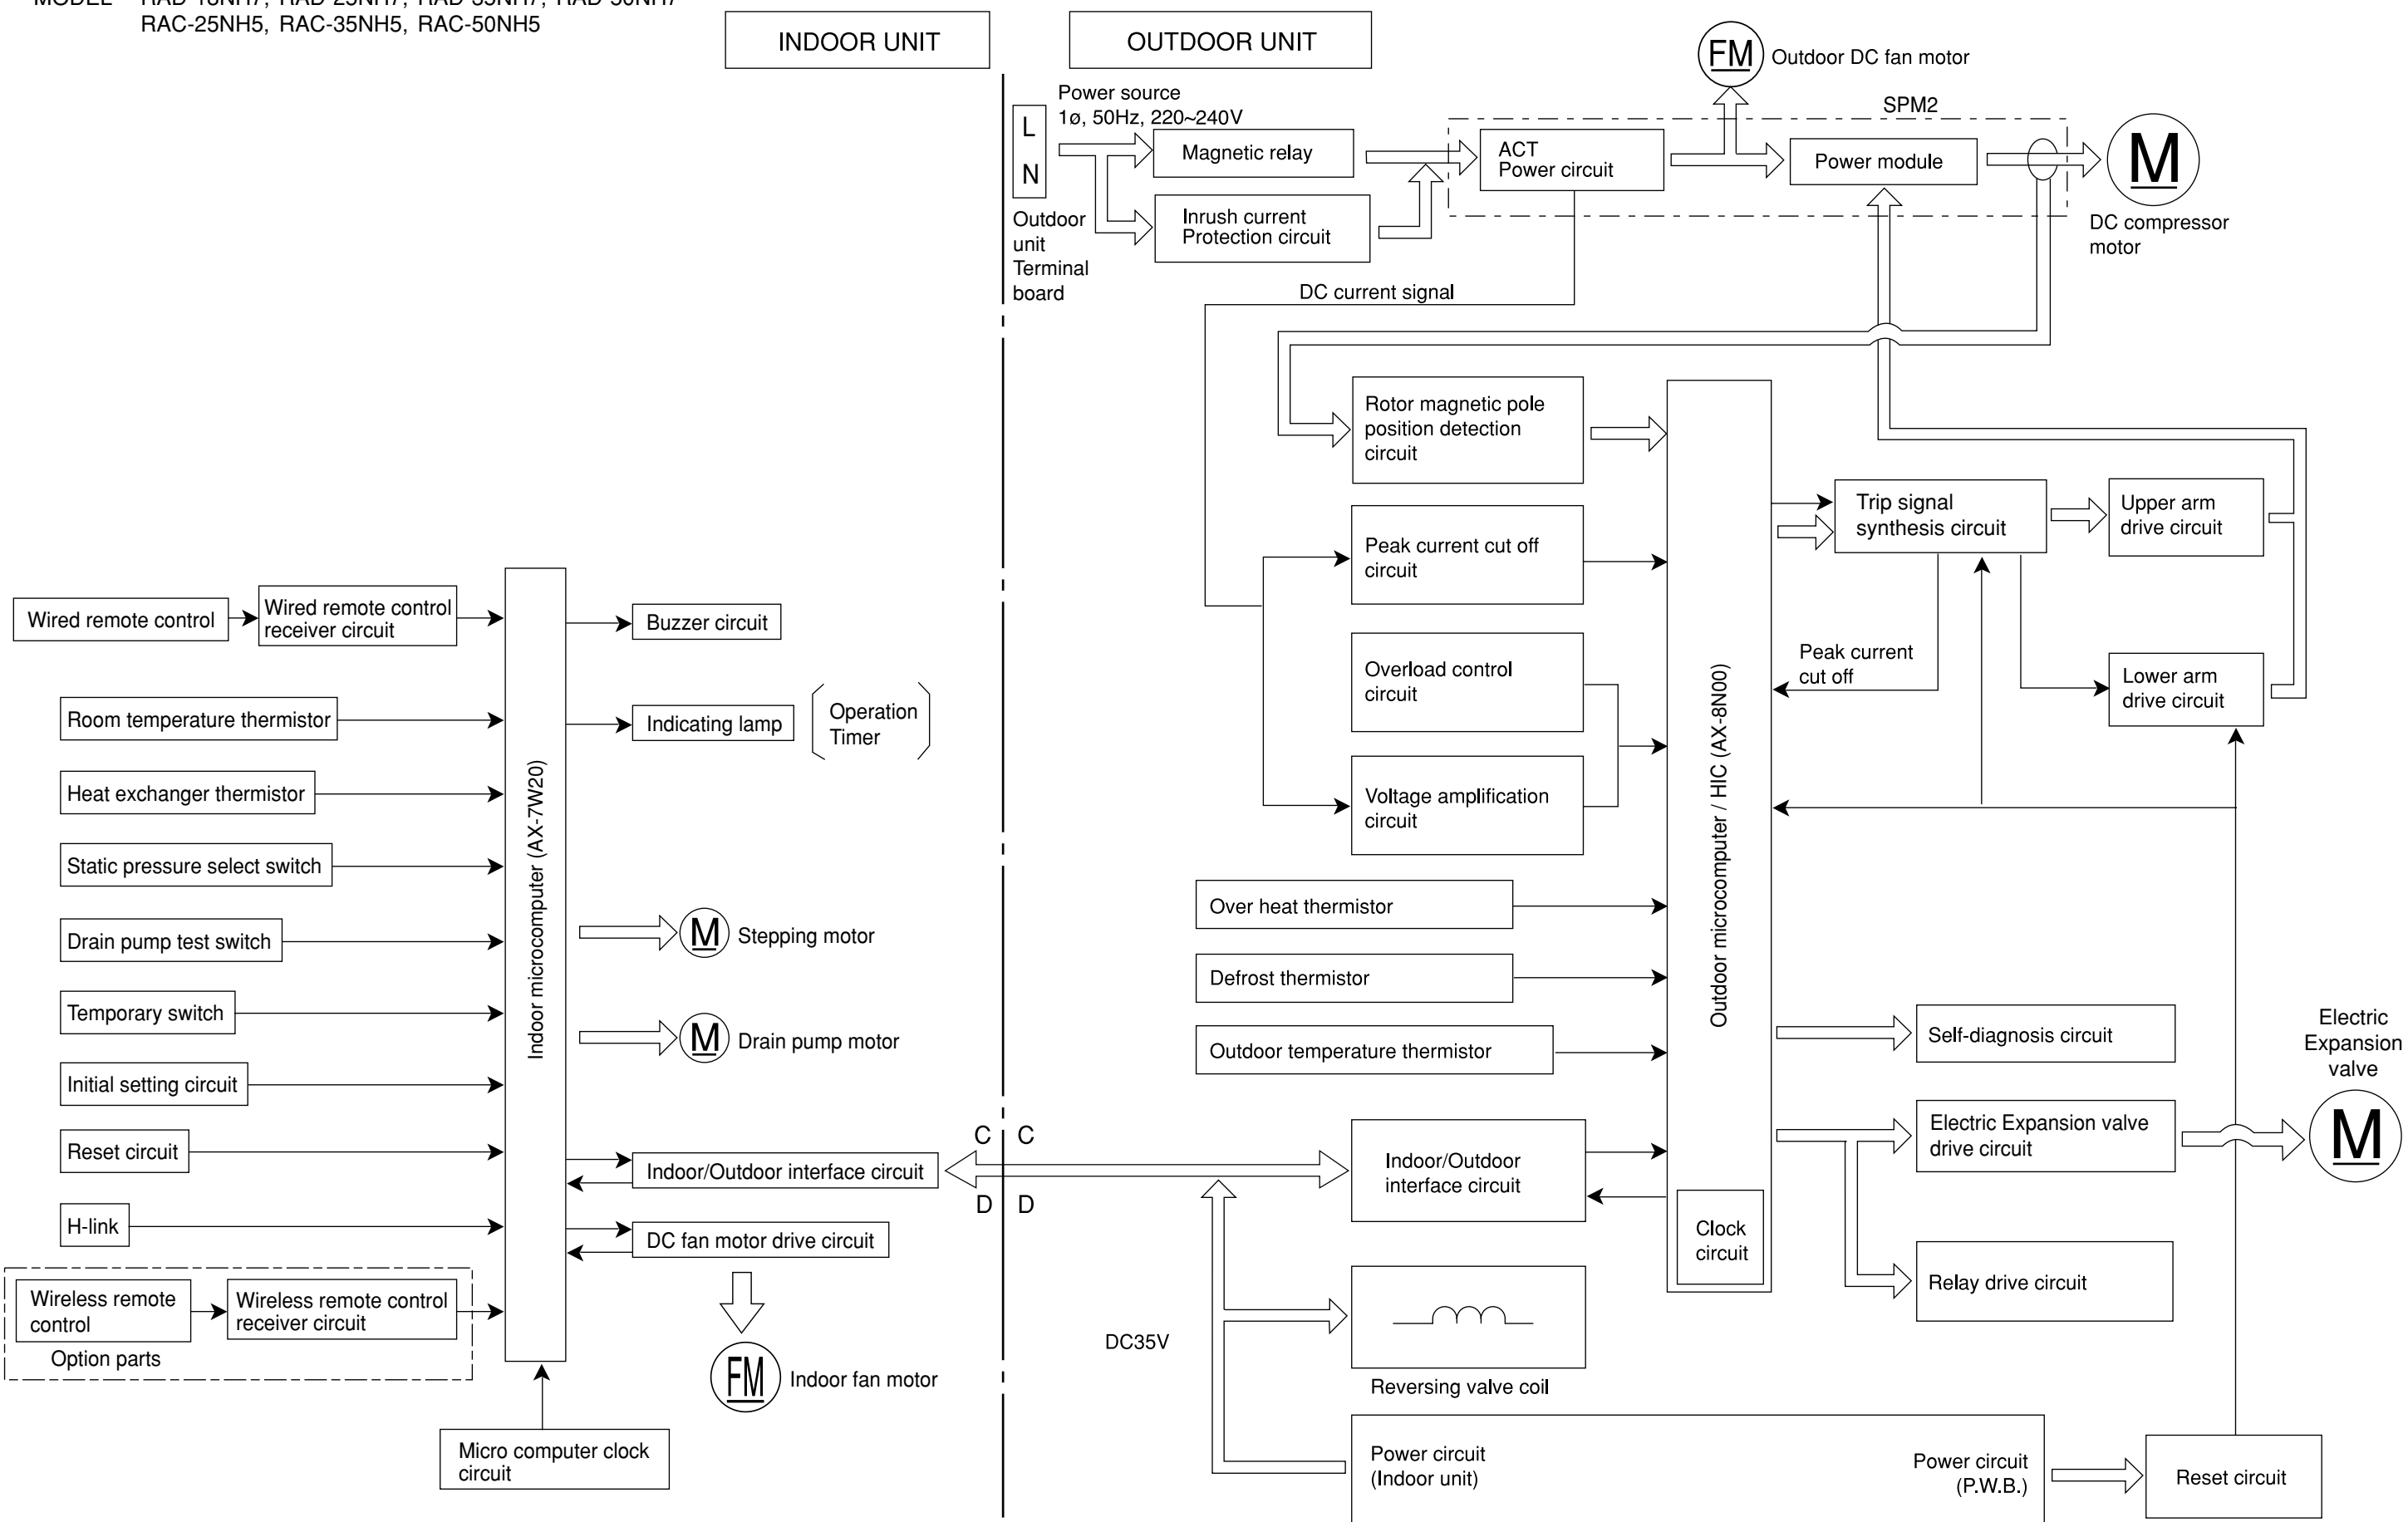 MODEL RAD-18NH7, RAD-25NH7, RAD-35NH7, RAD-50NH7
RAC-25NH5, RAC-35NH5, RAC-50NH5
INDOOR UNIT
OUTDOOR UNIT
Power source
1ø, 50Hz, 220~240V
L
N
Outdoor
unit
Terminal
board
Magnetic relay
Inrush current
Protection circuit
ACT
Power circuit
FM
Outdoor DC fan motor
SPM2
Power module
M
DC compressor
motor
DC current signal
Rotor magnetic pole
position detection
circuit
Peak current cut off
circuit
Overload control
circuit
Voltage amplification
circuit
Over heat thermistor
Defrost thermistor
Outdoor temperature thermistor
Outdoor microcomputer / HIC (AX-8N00)
Clock
circuit
Trip signal
synthesis circuit
Upper arm
drive circuit
Peak current
cut off
Lower arm
drive circuit
Self-diagnosis circuit
Electric Expansion valve
drive circuit
Relay drive circuit
Electric
Expansion
valve
M
Wired remote control
Wired remote control
receiver circuit
Room temperature thermistor
Heat exchanger thermistor
Static pressure select switch
Drain pump test switch
Temporary switch
Initial setting circuit
Reset circuit
H-link
Wireless remote
control
Wireless remote control
receiver circuit
Option parts
Indoor microcomputer (AX-7W20)
Micro computer clock
circuit
Buzzer circuit
Indicating lamp
Operation
Timer
M
Stepping motor
M
Drain pump motor
Indoor/Outdoor interface circuit
DC fan motor drive circuit
FM
Indoor fan motor
C C
D D
Indoor/Outdoor
interface circuit
DC35V
Reversing valve coil
Power circuit
(Indoor unit)
Power circuit
(P.W.B.)
Reset circuit